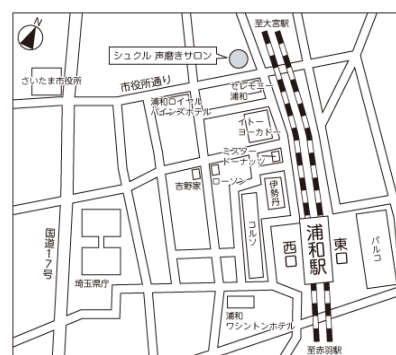 N
至大宮駅
シュクル 声磨きサロン
さいたま市役所
市役所通り
セレモニー
浦和
浦和ロイヤル
パインズホテル
イトー
ヨーカドー
ミスター
ドーナッツ
吉野家
ローソン
伊勢丹
コルソ
国道17号
埼玉県庁
西口
浦和駅
東口
パルコ
浦和
ワシントンホテル
至赤羽駅